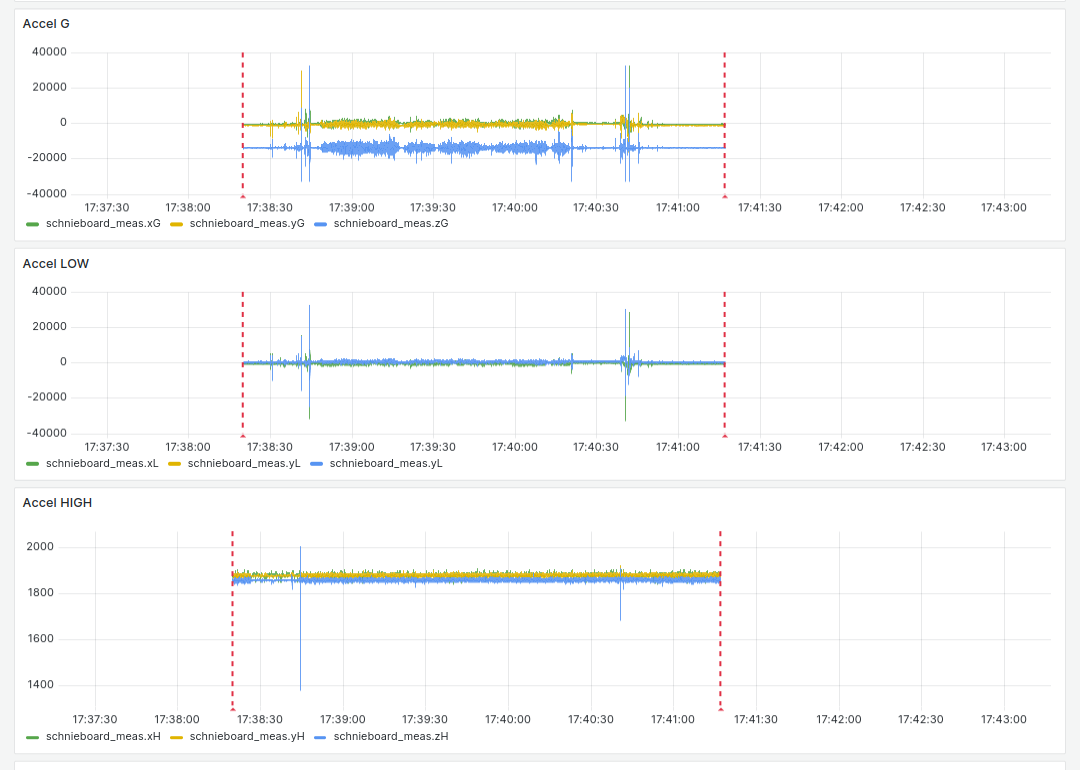 Accel G
40000
20000
0
-20000
-40000
17:37:30 17:38:00 17:38:30 17:39:00 17:39:30 17:40:00 17:40:30 17:41:00 17:41:30 17:42:00 17:42:30 17:43:00
schnieboard_meas.xG schnieboard_meas.yG schnieboard_meas.zG
Accel LOW
40000
20000
0
-20000
-40000
17:37:30 17:38:00 17:38:30 17:39:00 17:39:30 17:40:00 17:40:30 17:41:00 17:41:30 17:42:00 17:42:30 17:43:00
schnieboard_meas.xL schnieboard_meas.yL schnieboard_meas.yL
Accel HIGH
2000
1800
1600
1400
17:37:30 17:38:00 17:38:30 17:39:00 17:39:30 17:40:00 17:40:30 17:41:00 17:41:30 17:42:00 17:42:30 17:43:00
schnieboard_meas.xH schnieboard_meas.yH schnieboard_meas.zH